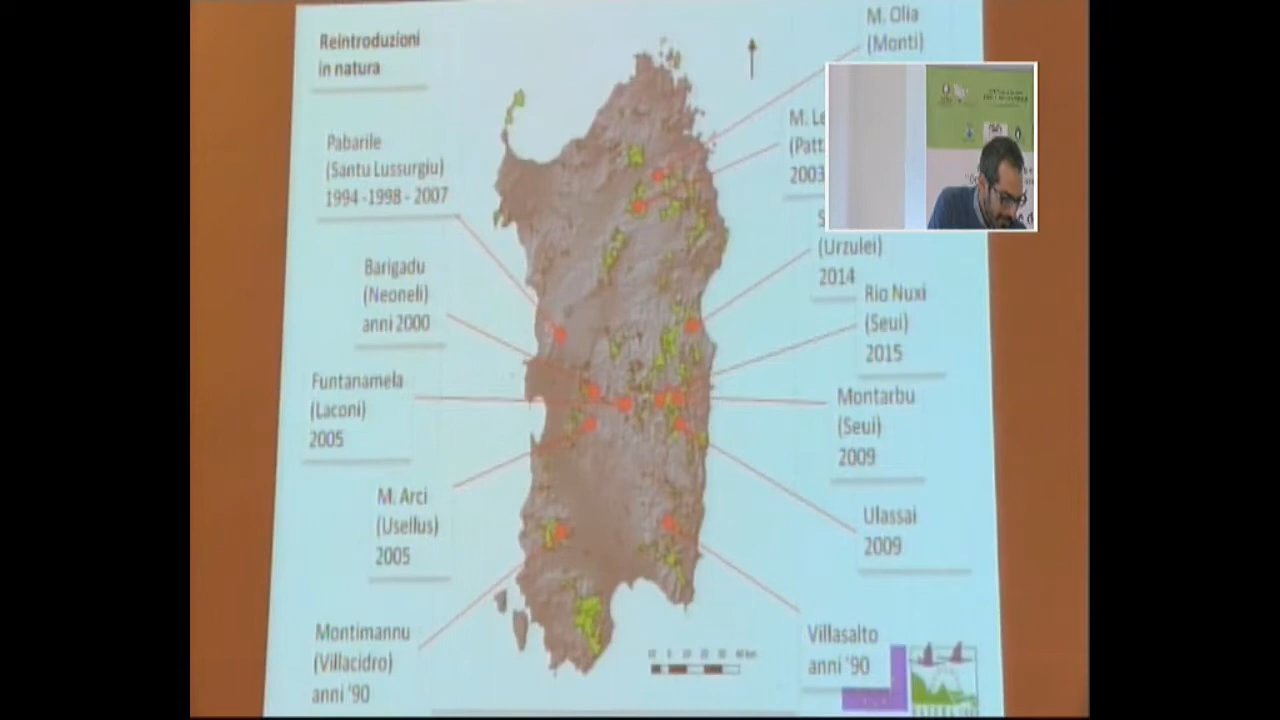 Reintroduzioni
in natura
Pabarile
(Santu Lussurgiu)
1994 -1998 - 2007
Barigadu
(Neoneli)
anni 2000
Funtanamela
(Laconi)
2005
M. Arci
(Usellus)
2005
Montimannu
(Villacidro)
anni '90
M. Olia
(Monti)
M. Le
(Patt
2003
S
(Urzulei)
2014
Rio Nuxi
(Seui)
2015
Montarbu
(Seui)
2009
Ulassai
2009
Villasalto
anni '90